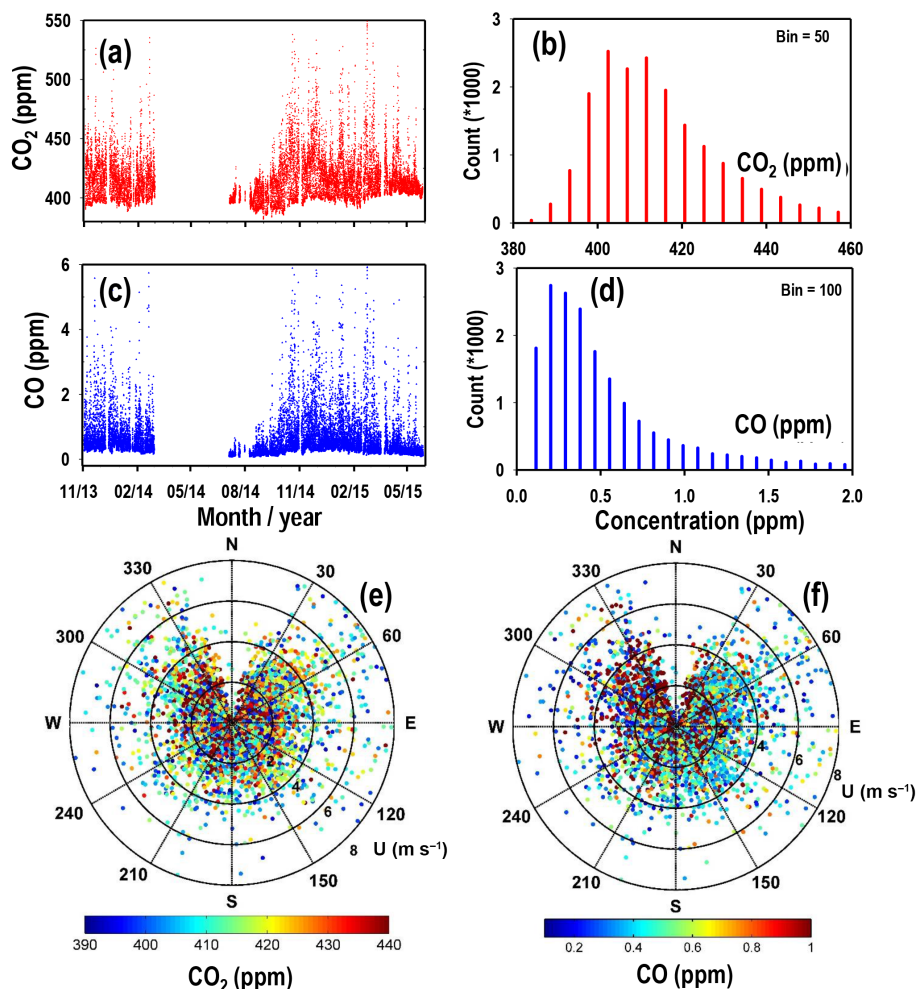 (a)
CO2 (ppm)
550
500
450
400
(b)
Bin = 50
Count (*1000)
3
2
1
0
CO2 (ppm)
380 400 420 440 460
(c)
CO (ppm)
6
4
2
0
11/13 02/14 05/14 08/14 11/14 02/15 05/15
Month / year
(d)
Bin = 100
Count (*1000)
3
2
1
0
CO (ppm)
0.0 0.5 1.0 1.5 2.0
Concentration (ppm)
(e)
N
330 30
300 60
W E
240 120
210 150
S
2
4
6
8 U (m s−1)
390 400 410 420 430 440
CO2 (ppm)
(f)
N
330 30
300 60
W E
240 120
210 150
S
2
4
6
8
U (m s−1)
0.2 0.4 0.6 0.8 1
CO (ppm)